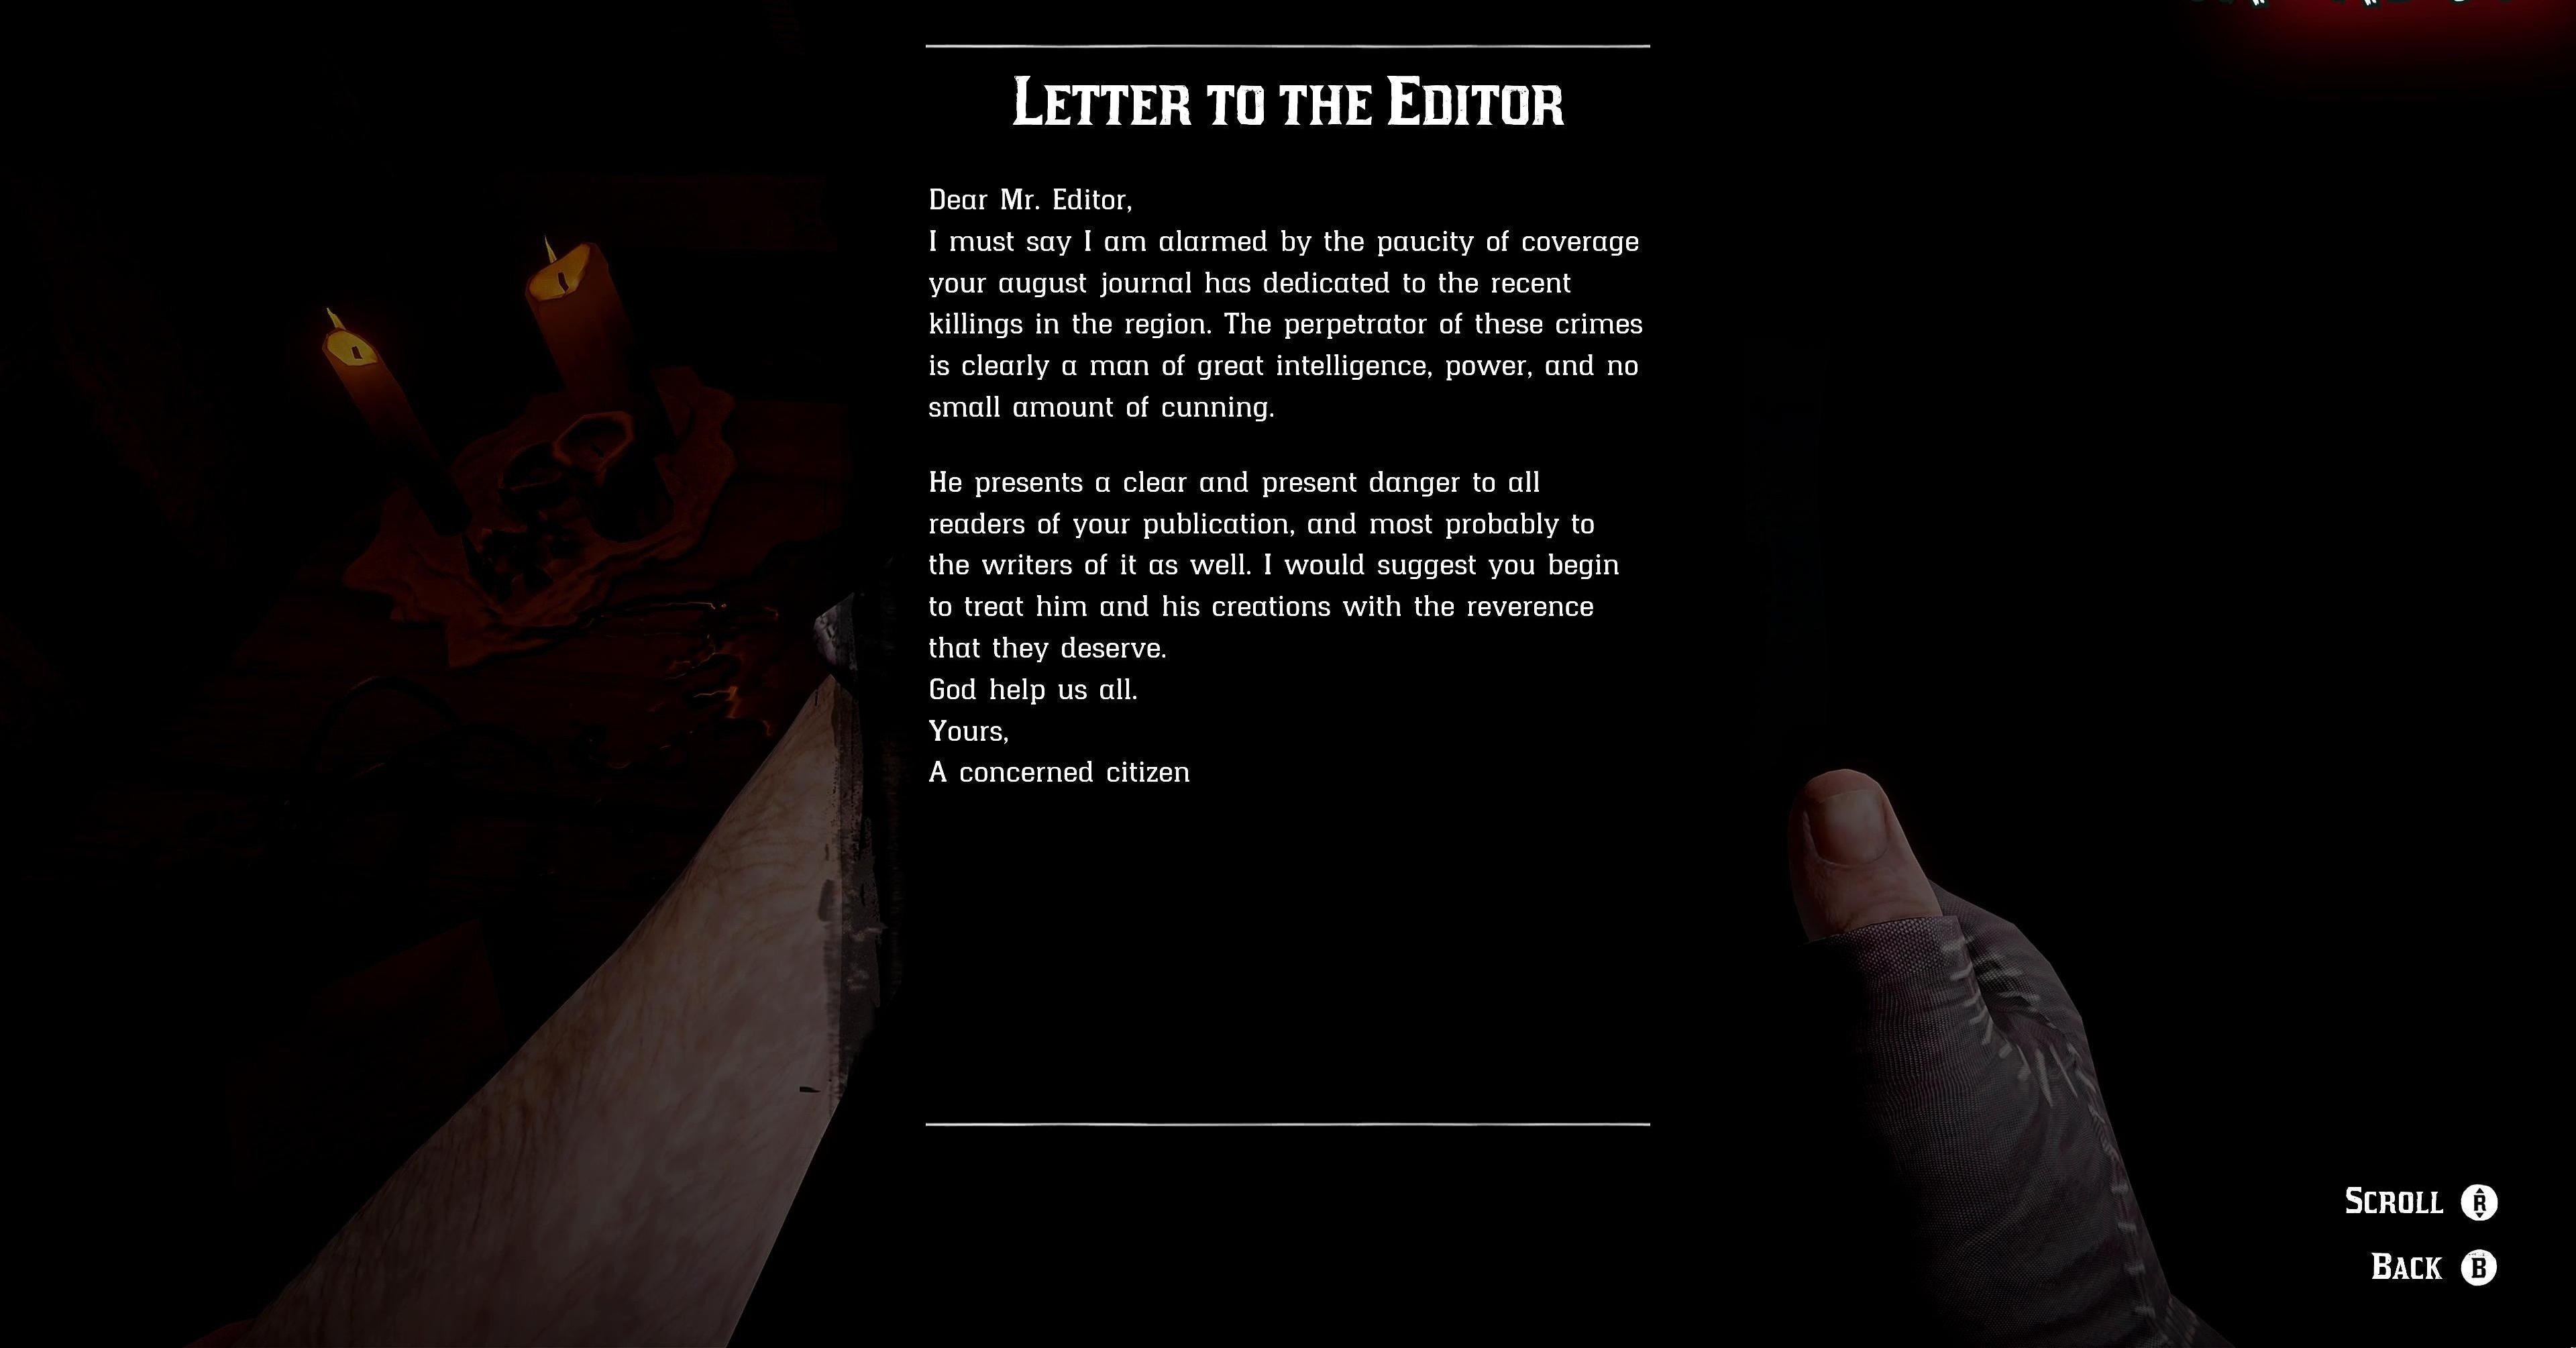 Letter to the Editor
Dear Mr. Editor,
I must say I am alarmed by the paucity of coverage
your august journal has dedicated to the recent
killings in the region. The perpetrator of these crimes
is clearly a man of great intelligence, power, and no
small amount of cunning.
He presents a clear and present danger to all
readers of your publication, and most probably to
the writers of it as well. I would suggest you begin
to treat him and his creations with the reverence
that they deserve.
God help us all.
Yours,
A concerned citizen
Scroll R
Back B